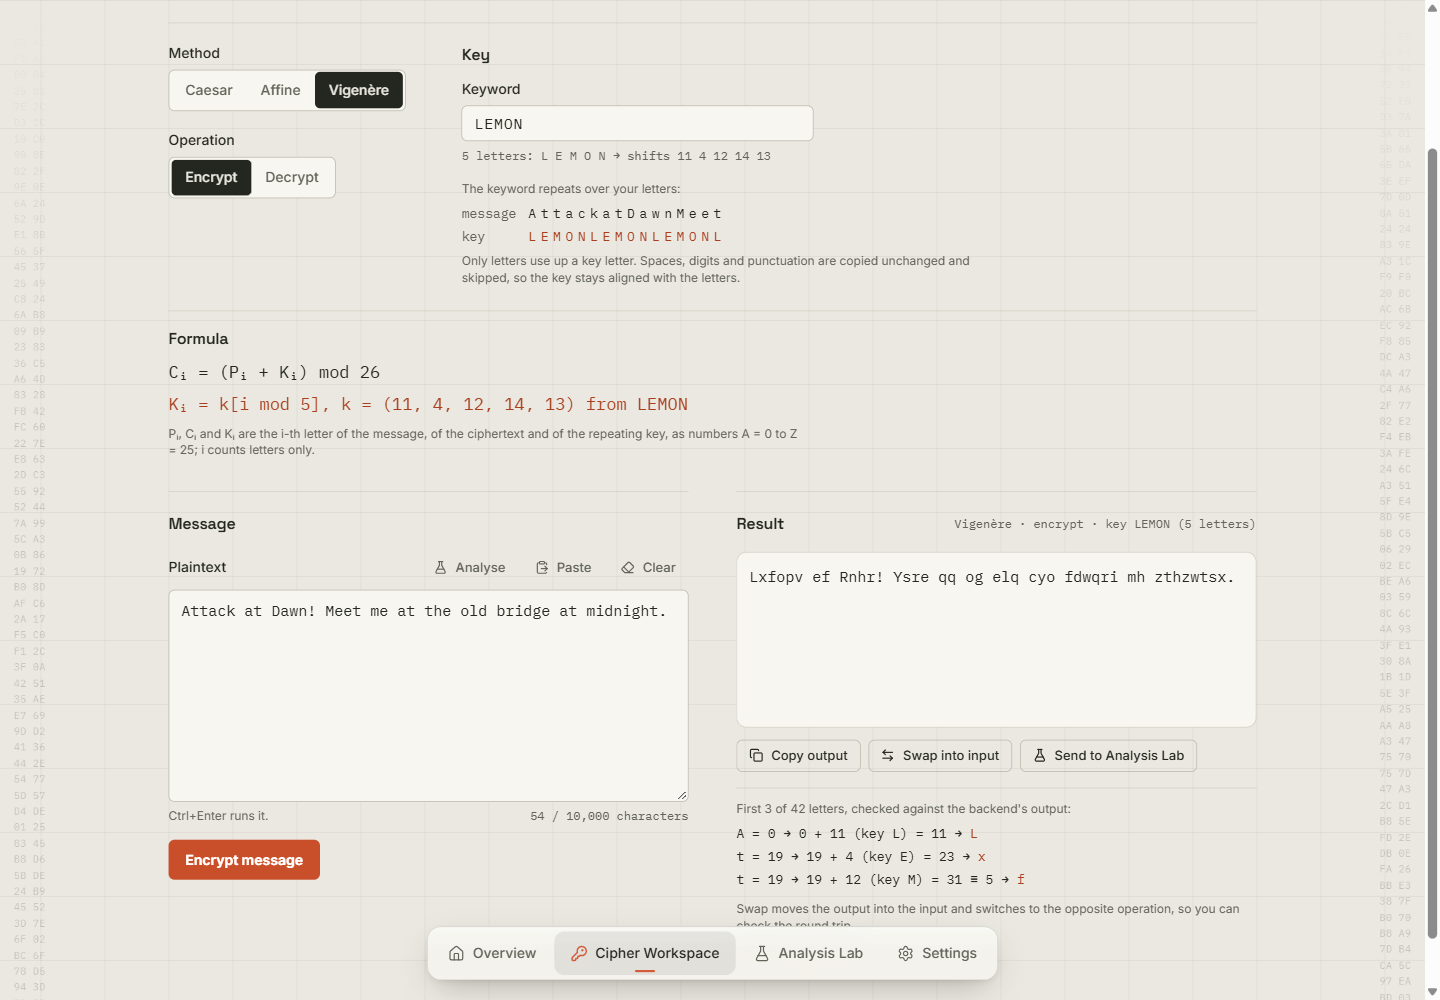 Method
Caesar
Affine
Vigenère
Operation
Encrypt
Decrypt
Key
Keyword
LEMON
5 letters: L E M O N → shifts 11 4 12 14 13
The keyword repeats over your letters:
message AttackatDawnMeet
key LEMONLEMONLEMONL
Only letters use up a key letter. Spaces, digits and punctuation are copied unchanged and
skipped, so the key stays aligned with the letters.
Formula
Cᵢ = (Pᵢ + Kᵢ) mod 26
Kᵢ = k[i mod 5], k = (11, 4, 12, 14, 13) from LEMON
Pᵢ, Cᵢ and Kᵢ are the i-th letter of the message, of the ciphertext and of the repeating key, as numbers A = 0 to Z
= 25; i counts letters only.
Message
Plaintext
Analyse
Paste
Clear
Attack at Dawn! Meet me at the old bridge at midnight.
Ctrl+Enter runs it.
54 / 10,000 characters
Encrypt message
Result
Vigenère · encrypt · key LEMON (5 letters)
Lxfopv ef Rnhr! Ysre qq og elq cyo fdwqri mh zthzwtsx.
Copy output
Swap into input
Send to Analysis Lab
First 3 of 42 letters, checked against the backend's output:
A = 0 → 0 + 11 (key L) = 11 → L
t = 19 → 19 + 4 (key E) = 23 → x
t = 19 → 19 + 12 (key M) = 31 ≡ 5 → f
Swap moves the output into the input and switches to the opposite operation, so you can
check the round trip.
Overview
Cipher Workspace
Analysis Lab
Settings